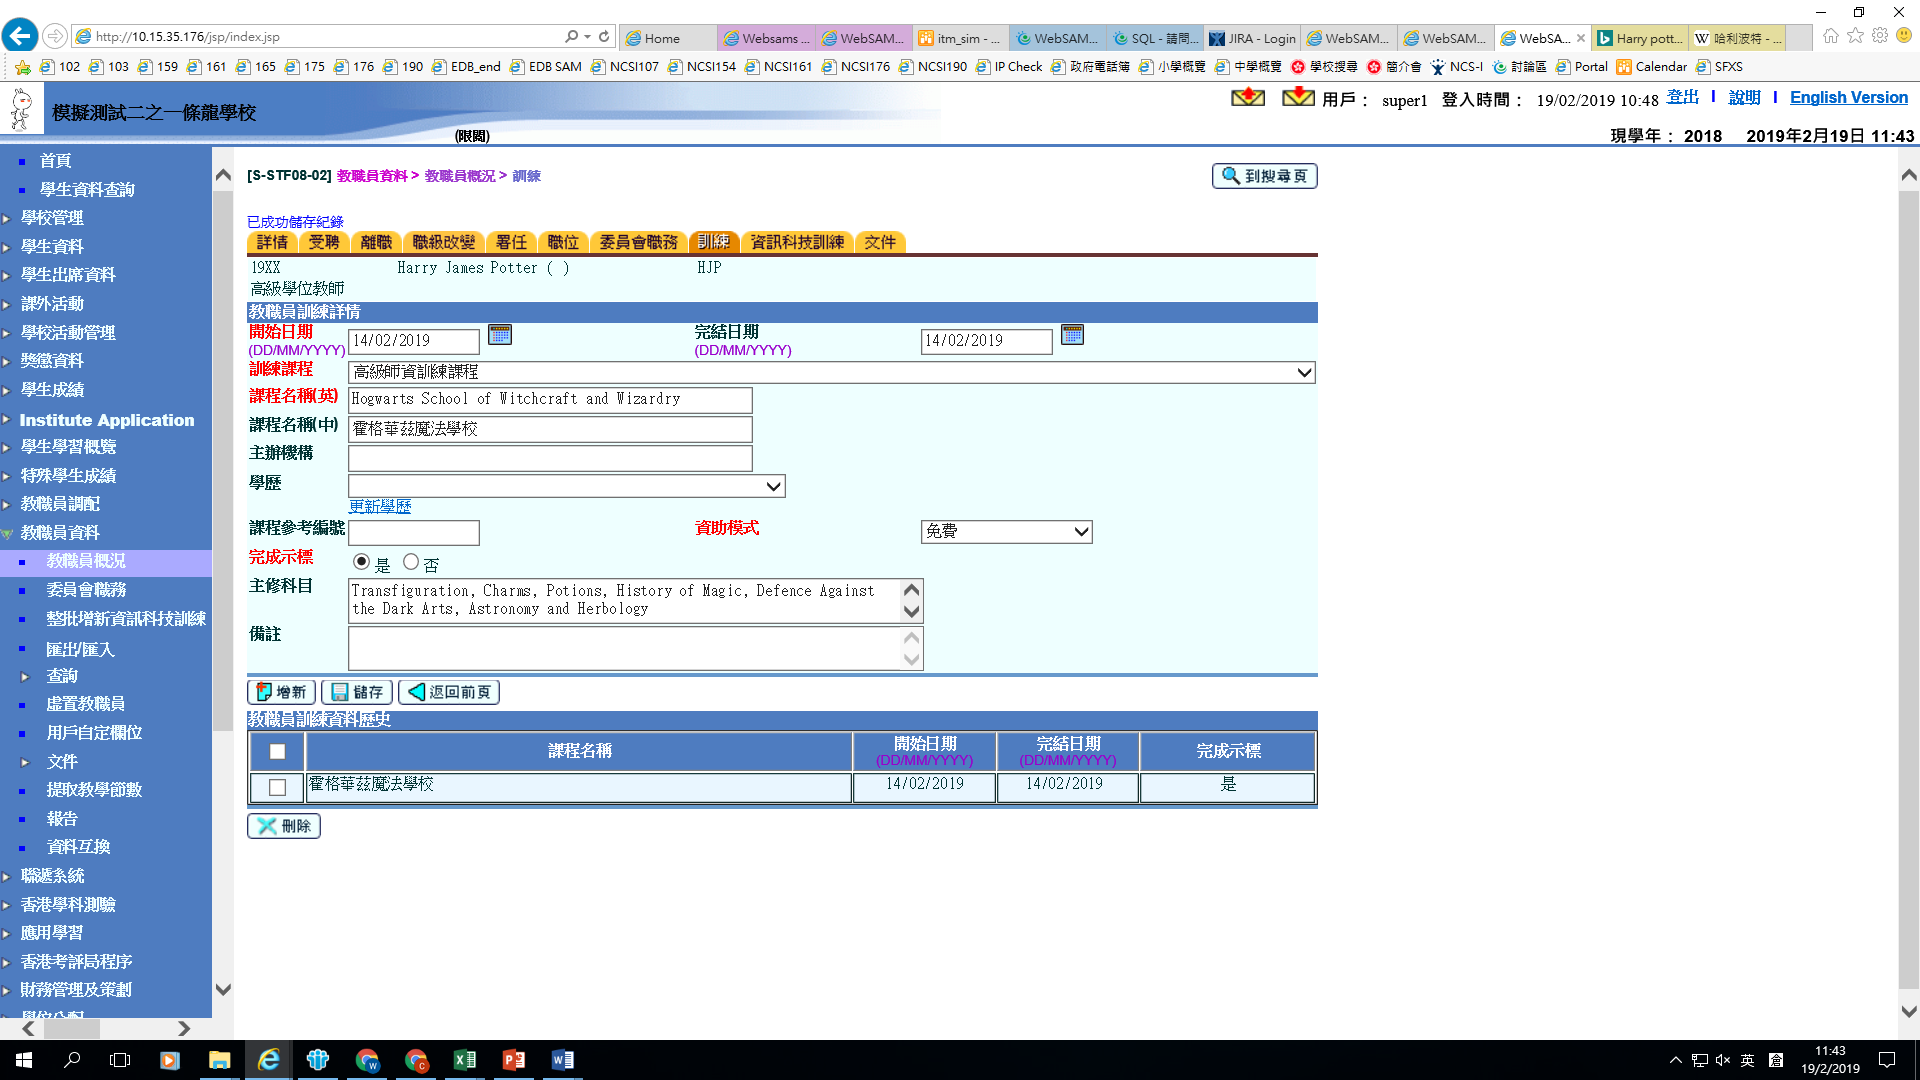 http://10.15.35.176/jsp/index.jsp
Home
Websams ...
WebSAM...
itm_sim - ...
WebSAM...
SQL - 請問...
JIRA - Login
WebSAM...
WebSAM...
WebSA...
Harry pott...
哈利波特 - ...
102 103 159 161 165 175 176 190 EDB_end EDB SAM NCSI107 NCSI154 NCSI161 NCSI176 NCSI190 IP Check 政府電話簿 小學概覽 中學概覽 學校搜尋 簡介會 NCS-I 討論區 Portal Calendar SFXS
模擬測試二之一條龍學校
(限閱)
用戶： super1 登入時間： 19/02/2019 10:48 登出 | 說明 | English Version
現學年： 2018 2019年2月19日 11:43
首頁
學生資料查詢
學校管理
學生資料
學生出席資料
課外活動
學校活動管理
獎懲資料
學生成績
Institute Application
學生學習概覽
特殊學生成績
教職員調配
教職員資料
教職員概況
委員會職務
整批增新資訊科技訓練
匯出/匯入
查詢
虛置教職員
用戶自定欄位
文件
提取教學節數
報告
資料互換
聯遞系統
香港學科測驗
應用學習
香港考評局程序
財務管理及策劃
學位分配
[S-STF08-02] 教職員資料 > 教職員概況 > 訓練
到搜尋頁
已成功儲存紀錄
詳情 受聘 離職 職級改變 署任 職位 委員會職務 訓練 資訊科技訓練 文件
19XX Harry James Potter ( ) HJP
高級學位教師
教職員訓練詳情
開始日期 (DD/MM/YYYY) 14/02/2019 完結日期 (DD/MM/YYYY) 14/02/2019
訓練課程 高級師資訓練課程
課程名稱(英) Hogwarts School of Witchcraft and Wizardry
課程名稱(中) 霍格華茲魔法學校
主辦機構
學歷
更新學歷
課程參考編號 資助模式 免費
完成示標 是 否
主修科目 Transfiguration, Charms, Potions, History of Magic, Defence Against
the Dark Arts, Astronomy and Herbology
備註
增新 儲存 返回前頁
教職員訓練資料歷史
課程名稱 開始日期 (DD/MM/YYYY) 完結日期 (DD/MM/YYYY) 完成示標
霍格華茲魔法學校 14/02/2019 14/02/2019 是
刪除
英
11:43
19/2/2019